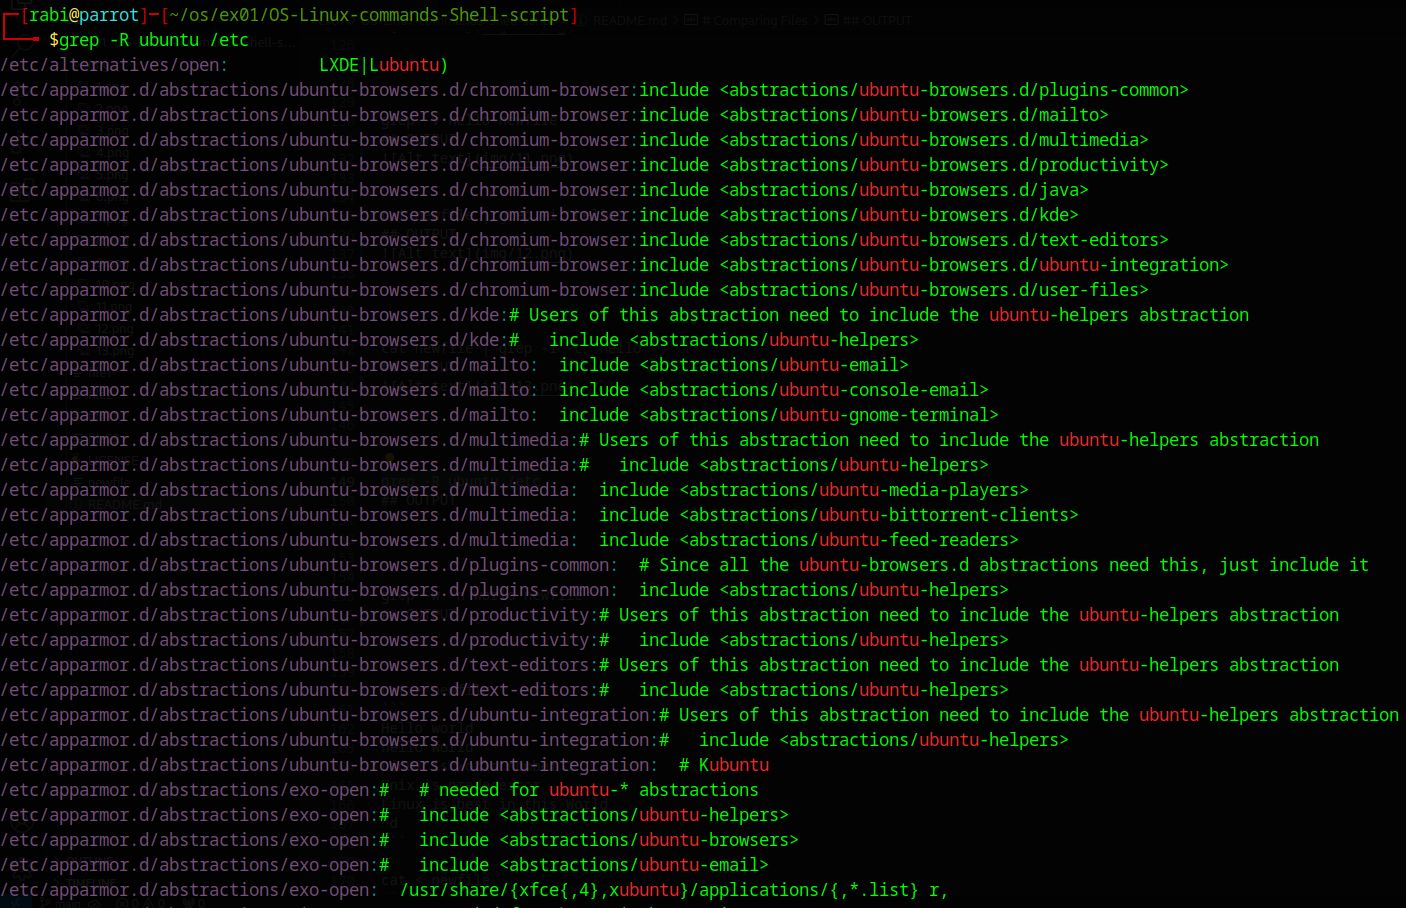 ┌─[rabi@parrot]─[~/os/ex01/OS-Linux-commands-Shell-script]
└──╼ $grep -R ubuntu /etc
/etc/alternatives/open:         LXDE|Lubuntu)
/etc/apparmor.d/abstractions/ubuntu-browsers.d/chromium-browser:include <abstractions/ubuntu-browsers.d/plugins-common>
/etc/apparmor.d/abstractions/ubuntu-browsers.d/chromium-browser:include <abstractions/ubuntu-browsers.d/mailto>
/etc/apparmor.d/abstractions/ubuntu-browsers.d/chromium-browser:include <abstractions/ubuntu-browsers.d/multimedia>
/etc/apparmor.d/abstractions/ubuntu-browsers.d/chromium-browser:include <abstractions/ubuntu-browsers.d/productivity>
/etc/apparmor.d/abstractions/ubuntu-browsers.d/chromium-browser:include <abstractions/ubuntu-browsers.d/java>
/etc/apparmor.d/abstractions/ubuntu-browsers.d/chromium-browser:include <abstractions/ubuntu-browsers.d/kde>
/etc/apparmor.d/abstractions/ubuntu-browsers.d/chromium-browser:include <abstractions/ubuntu-browsers.d/text-editors>
/etc/apparmor.d/abstractions/ubuntu-browsers.d/chromium-browser:include <abstractions/ubuntu-browsers.d/ubuntu-integration>
/etc/apparmor.d/abstractions/ubuntu-browsers.d/chromium-browser:include <abstractions/ubuntu-browsers.d/user-files>
/etc/apparmor.d/abstractions/ubuntu-browsers.d/kde:# Users of this abstraction need to include the ubuntu-helpers abstraction
/etc/apparmor.d/abstractions/ubuntu-browsers.d/kde:#   include <abstractions/ubuntu-helpers>
/etc/apparmor.d/abstractions/ubuntu-browsers.d/mailto:  include <abstractions/ubuntu-email>
/etc/apparmor.d/abstractions/ubuntu-browsers.d/mailto:  include <abstractions/ubuntu-console-email>
/etc/apparmor.d/abstractions/ubuntu-browsers.d/mailto:  include <abstractions/ubuntu-gnome-terminal>
/etc/apparmor.d/abstractions/ubuntu-browsers.d/multimedia:# Users of this abstraction need to include the ubuntu-helpers abstraction
/etc/apparmor.d/abstractions/ubuntu-browsers.d/multimedia:#   include <abstractions/ubuntu-helpers>
/etc/apparmor.d/abstractions/ubuntu-browsers.d/multimedia:  include <abstractions/ubuntu-media-players>
/etc/apparmor.d/abstractions/ubuntu-browsers.d/multimedia:  include <abstractions/ubuntu-bittorrent-clients>
/etc/apparmor.d/abstractions/ubuntu-browsers.d/multimedia:  include <abstractions/ubuntu-feed-readers>
/etc/apparmor.d/abstractions/ubuntu-browsers.d/plugins-common:  # Since all the ubuntu-browsers.d abstractions need this, just include it
/etc/apparmor.d/abstractions/ubuntu-browsers.d/plugins-common:  include <abstractions/ubuntu-helpers>
/etc/apparmor.d/abstractions/ubuntu-browsers.d/productivity:# Users of this abstraction need to include the ubuntu-helpers abstraction
/etc/apparmor.d/abstractions/ubuntu-browsers.d/productivity:#   include <abstractions/ubuntu-helpers>
/etc/apparmor.d/abstractions/ubuntu-browsers.d/text-editors:# Users of this abstraction need to include the ubuntu-helpers abstraction
/etc/apparmor.d/abstractions/ubuntu-browsers.d/text-editors:#   include <abstractions/ubuntu-helpers>
/etc/apparmor.d/abstractions/ubuntu-browsers.d/ubuntu-integration:# Users of this abstraction need to include the ubuntu-helpers abstraction
/etc/apparmor.d/abstractions/ubuntu-browsers.d/ubuntu-integration:#   include <abstractions/ubuntu-helpers>
/etc/apparmor.d/abstractions/ubuntu-browsers.d/ubuntu-integration:  # Kubuntu
/etc/apparmor.d/abstractions/exo-open:#   # needed for ubuntu-* abstractions
/etc/apparmor.d/abstractions/exo-open:#   include <abstractions/ubuntu-helpers>
/etc/apparmor.d/abstractions/exo-open:#   include <abstractions/ubuntu-browsers>
/etc/apparmor.d/abstractions/exo-open:#   include <abstractions/ubuntu-email>
/etc/apparmor.d/abstractions/exo-open:  /usr/share/{xfce{,4},xubuntu}/applications/{,*.list} r,